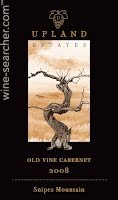 wine-searcher.com
U
UPLAND
ESTATES
OLD VINE CABERNET
2008
Snipes Mountain